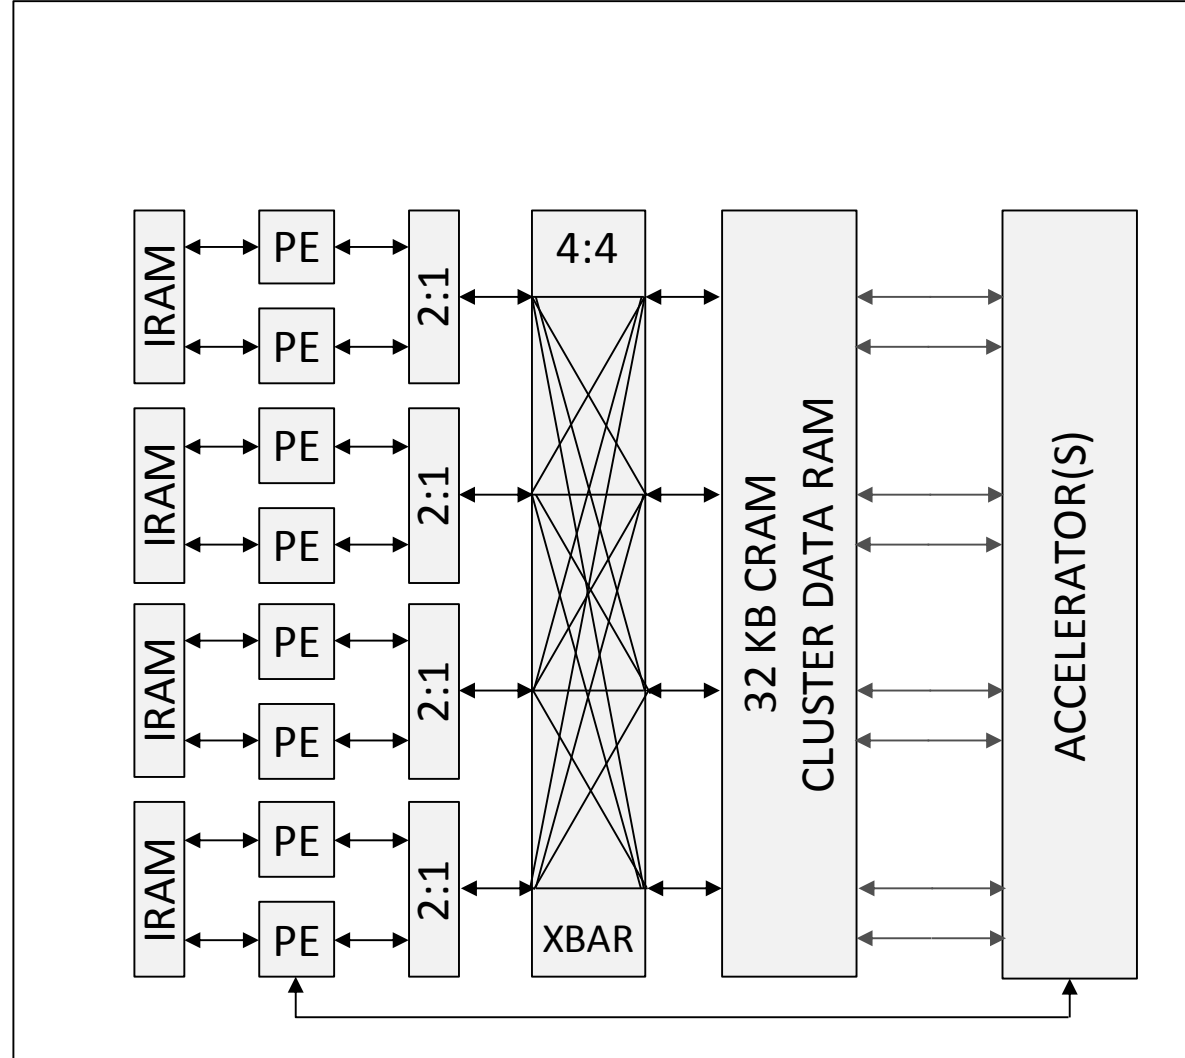 IRAM
PE
PE
2:1
IRAM
PE
PE
2:1
IRAM
PE
PE
2:1
IRAM
PE
PE
2:1
4:4
XBAR
32 KB CRAM
CLUSTER DATA RAM
ACCELERATOR(S)